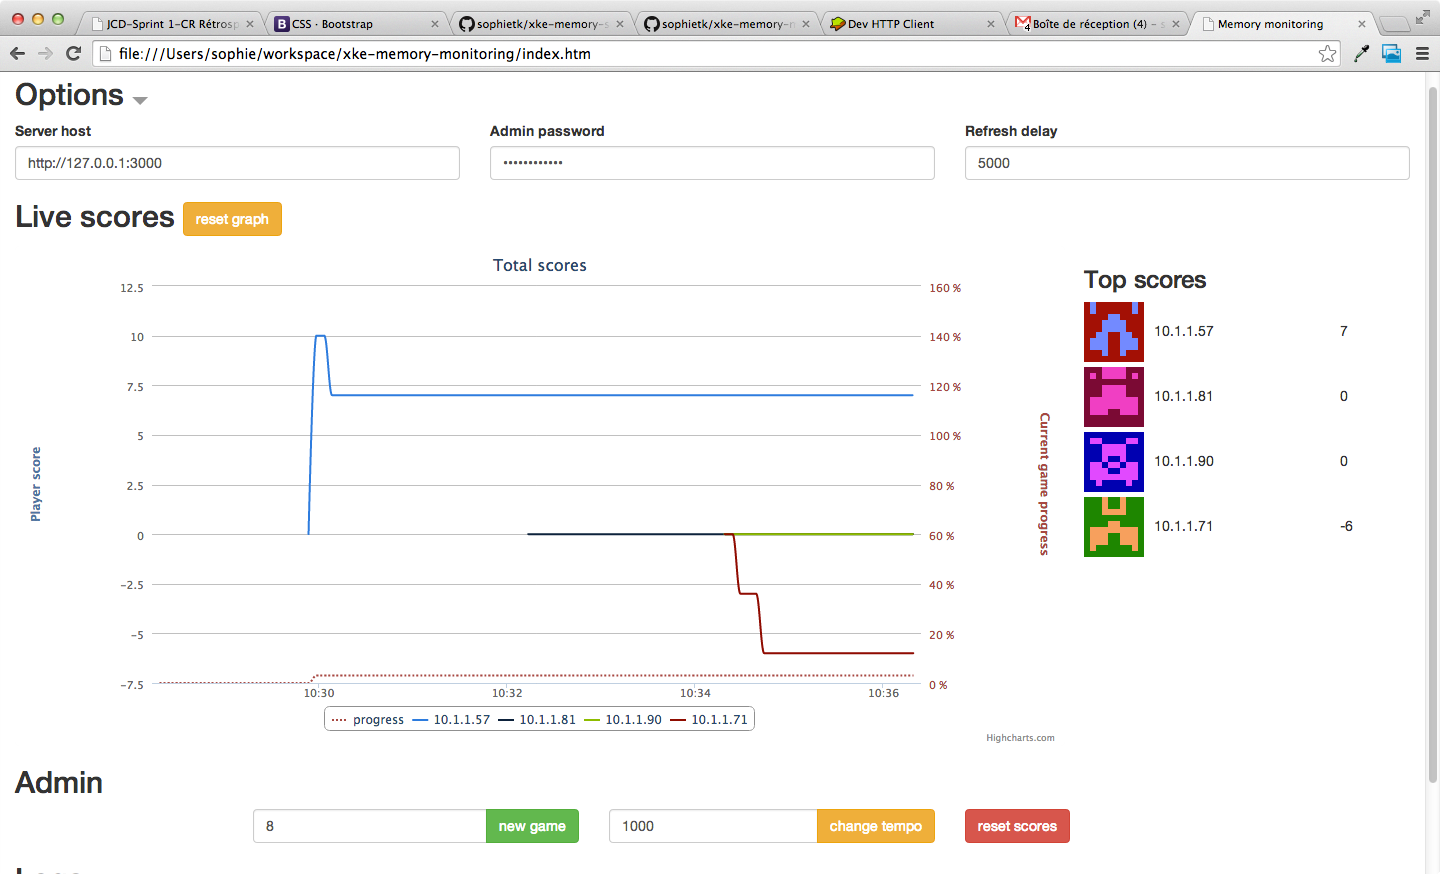 JCD-Sprint 1-CR Rétrosp
CSS · Bootstrap
sophietk/xke-memory-s
sophietk/xke-memory-m
Dev HTTP Client
Boîte de réception (4) – s
Memory monitoring
file:///Users/sophie/workspace/xke-memory-monitoring/index.htm
Options
Server host
Admin password
Refresh delay
http://127.0.0.1:3000
••••••••••••
5000
Live scores
reset graph
Total scores
12.5
10
7.5
5
2.5
0
−2.5
−5
−7.5
Player score
160 %
140 %
120 %
100 %
80 %
60 %
40 %
20 %
0 %
Current game progress
10:30
10:32
10:34
10:36
progress
10.1.1.57
10.1.1.81
10.1.1.90
10.1.1.71
Highcharts.com
Top scores
10.1.1.57 7
10.1.1.81 0
10.1.1.90 0
10.1.1.71 -6
Admin
8
new game
1000
change tempo
reset scores